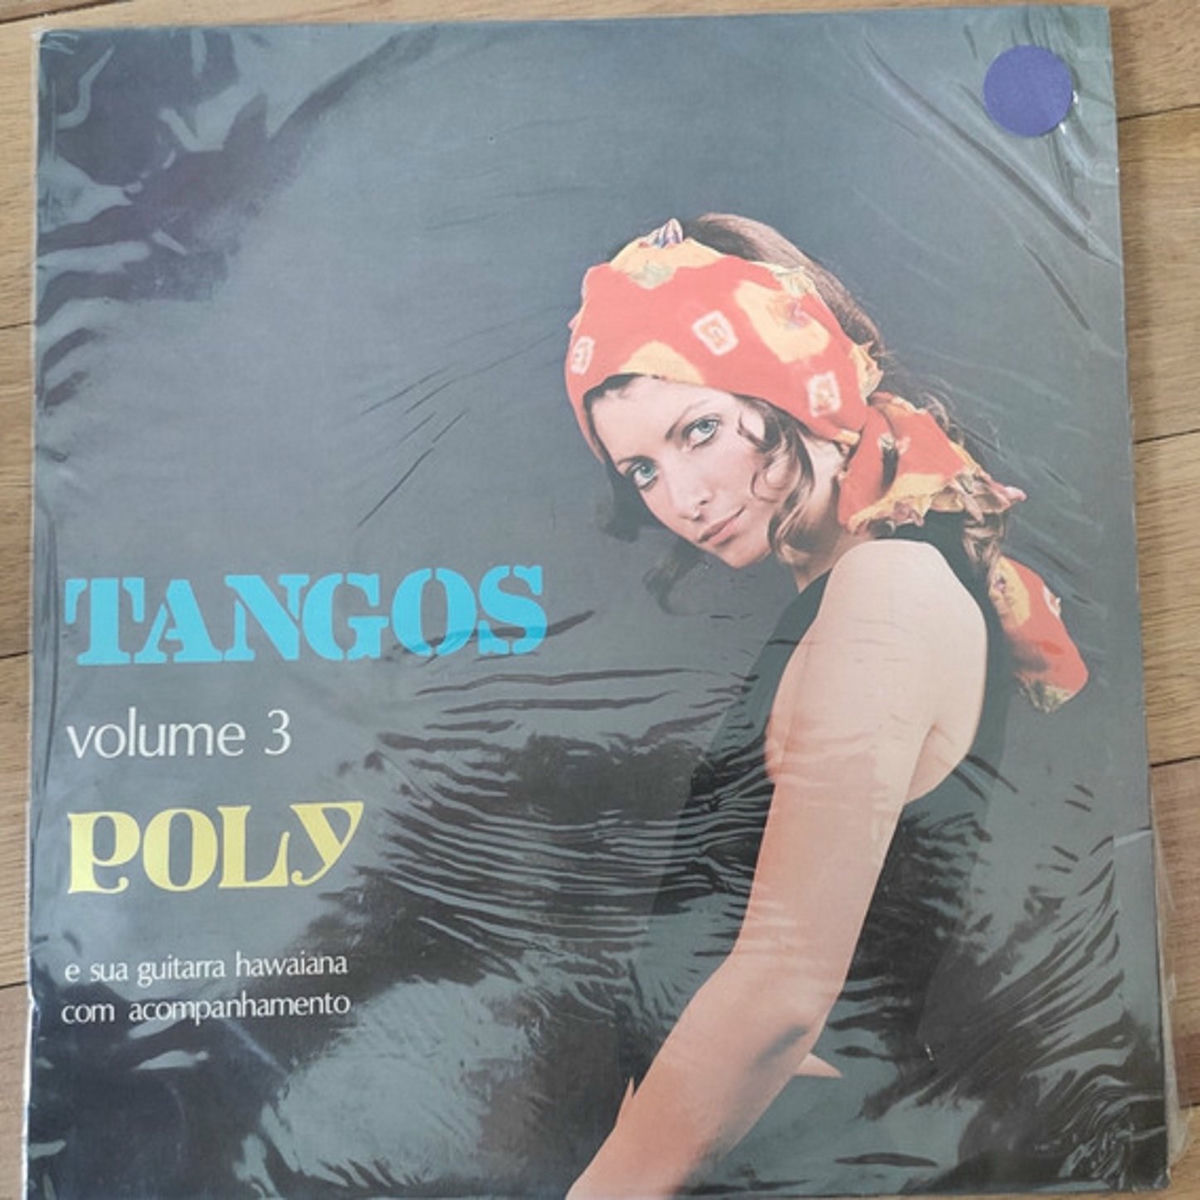 TANGOS
volume 3
POLY
e sua guitarra hawaiana
com acompanhamento